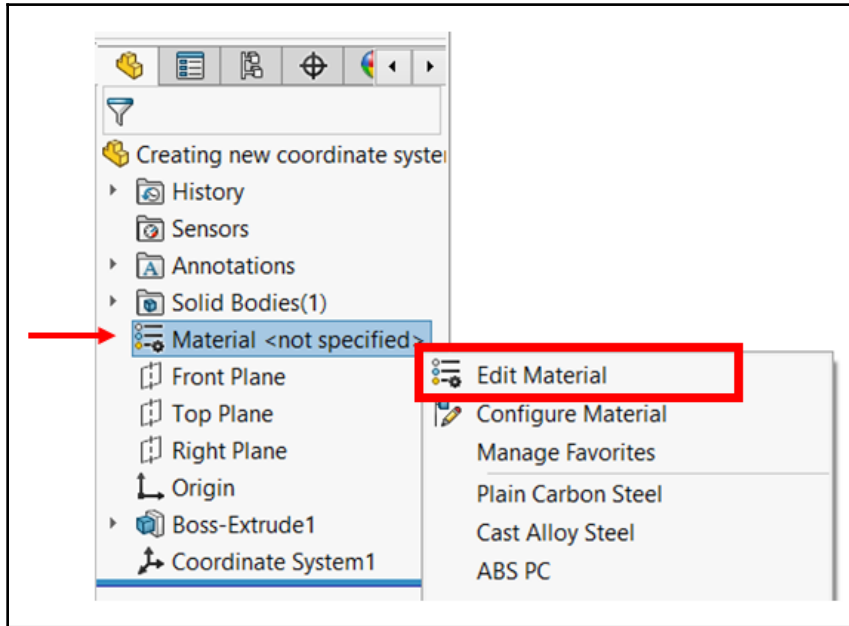 Creating new coordinate syste
History
Sensors
A Annotations
Solid Bodies(1)
Material <not specified>
Edit Material
Front Plane
Configure Material
Top Plane
Manage Favorites
Right Plane
Plain Carbon Steel
Origin
Cast Alloy Steel
Boss-Extrude1
ABS PC
Coordinate System1